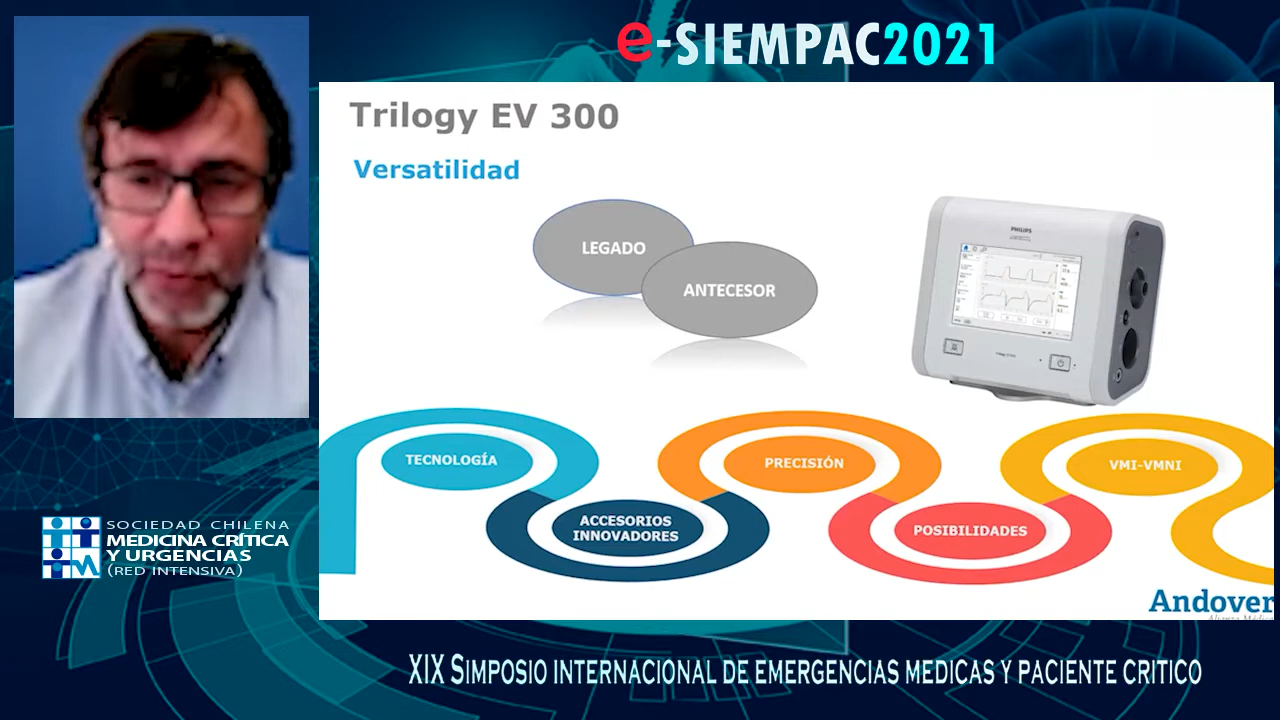 e-SIEMPAC2021
Trilogy EV 300
Versatilidad
LEGADO
ANTECESOR
PHILIPS
TECNOLOGÍA
ACCESORIOS
INNOVADORES
PRECISIÓN
POSIBILIDADES
VMI-VMNI
Andover
SOCIEDAD CHILENA
MEDICINA CRÍTICA
Y URGENCIAS
(RED INTENSIVA)
XIX SIMPOSIO INTERNACIONAL DE EMERGENCIAS MEDICAS Y PACIENTE CRITICO